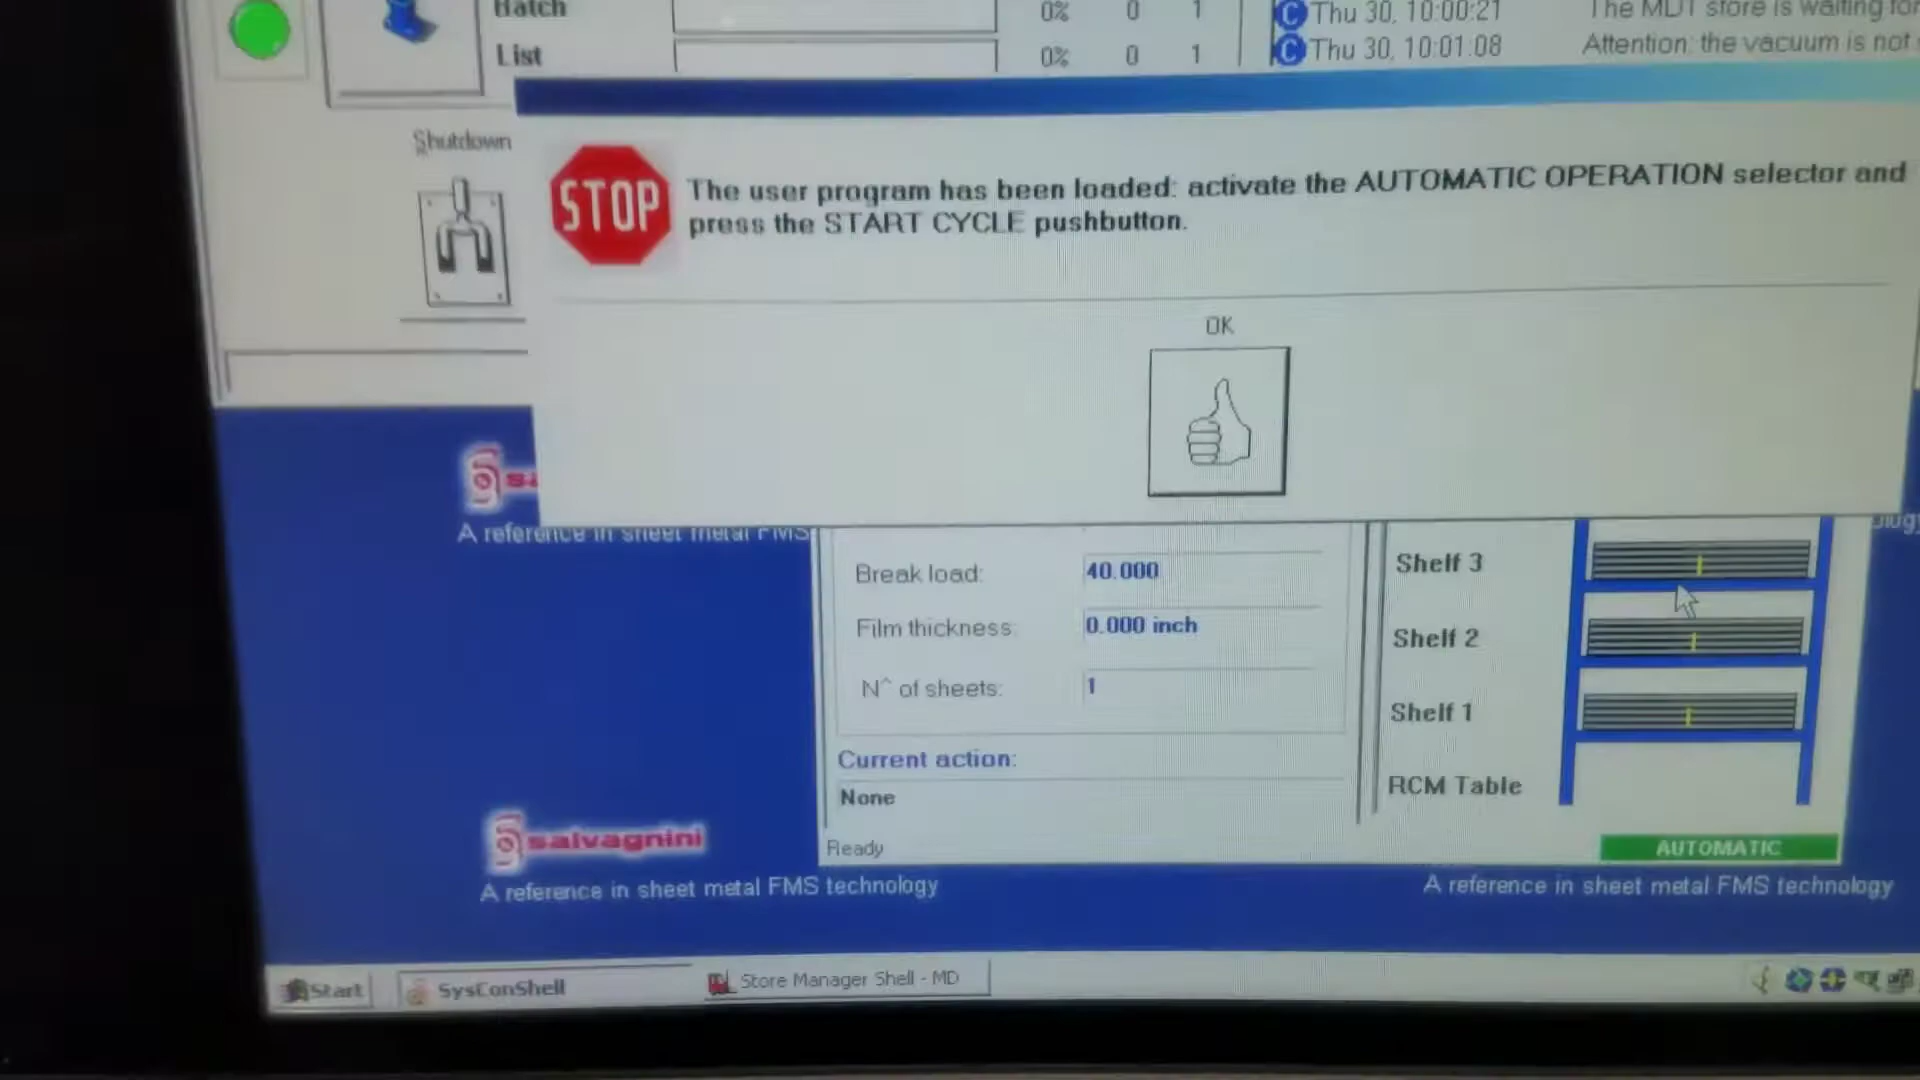 Batch 0% 0 1
Thu 30, 10:00:21 The MDT store is waiting for
List 0% 0 1
Thu 30, 10:01:08 Attention: the vacuum is not
Shutdown
STOP
The user program has been loaded: activate the AUTOMATIC OPERATION selector and
press the START CYCLE pushbutton.
OK
A reference in sheet metal FMS
Break load: 40.000
Film thickness: 0.000 inch
N^ of sheets: 1
Current action:
None
Ready
Shelf 3
Shelf 2
Shelf 1
RCM Table
AUTOMATIC
salvagnini
A reference in sheet metal FMS technology
A reference in sheet metal FMS technology
Start
SysConShell
Store Manager Shell - MD